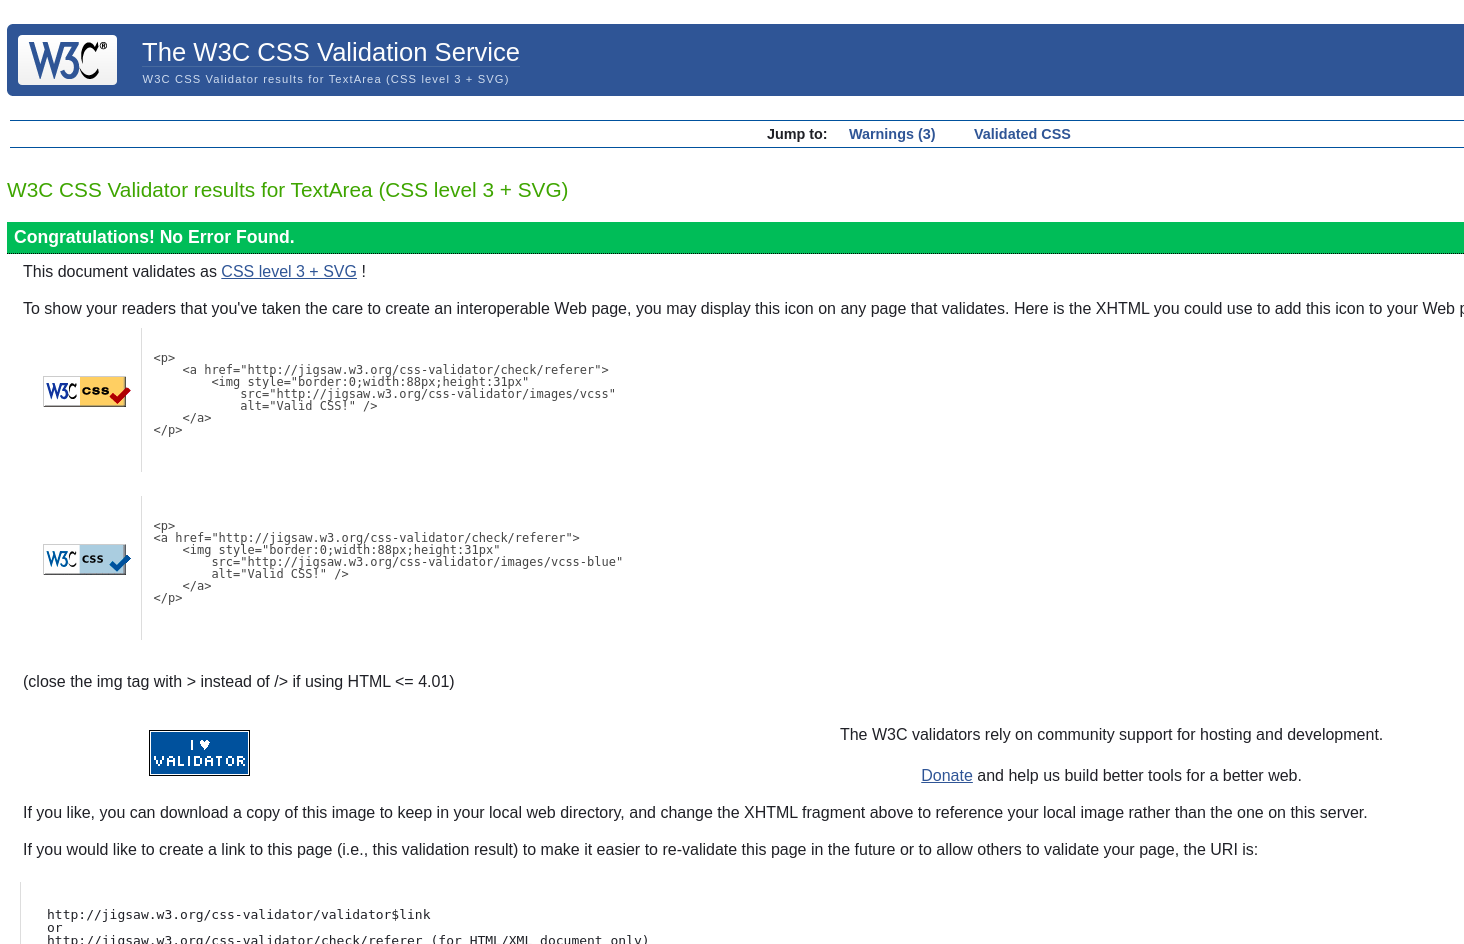 W3C®
The W3C CSS Validation Service
W3C CSS Validator results for TextArea (CSS level 3 + SVG)
Jump to: Warnings (3) Validated CSS
W3C CSS Validator results for TextArea (CSS level 3 + SVG)
Congratulations! No Error Found.
This document validates as CSS level 3 + SVG !
To show your readers that you've taken the care to create an interoperable Web page, you may display this icon on any page that validates. Here is the XHTML you could use to add this icon to your Web
W3C css
<p>
    <a href="http://jigsaw.w3.org/css-validator/check/referer">
        <img style="border:0;width:88px;height:31px"
            src="http://jigsaw.w3.org/css-validator/images/vcss"
            alt="Valid CSS!" />
    </a>
</p>
W3C css
<p>
<a href="http://jigsaw.w3.org/css-validator/check/referer">
    <img style="border:0;width:88px;height:31px"
        src="http://jigsaw.w3.org/css-validator/images/vcss-blue"
        alt="Valid CSS!" />
    </a>
</p>
(close the img tag with > instead of /> if using HTML <= 4.01)
I ♥
VALIDATOR
The W3C validators rely on community support for hosting and development.
Donate and help us build better tools for a better web.
If you like, you can download a copy of this image to keep in your local web directory, and change the XHTML fragment above to reference your local image rather than the one on this server.
If you would like to create a link to this page (i.e., this validation result) to make it easier to re-validate this page in the future or to allow others to validate your page, the URI is:
http://jigsaw.w3.org/css-validator/validator$link
or
http://jigsaw.w3.org/css-validator/check/referer (for HTML/XML document only)